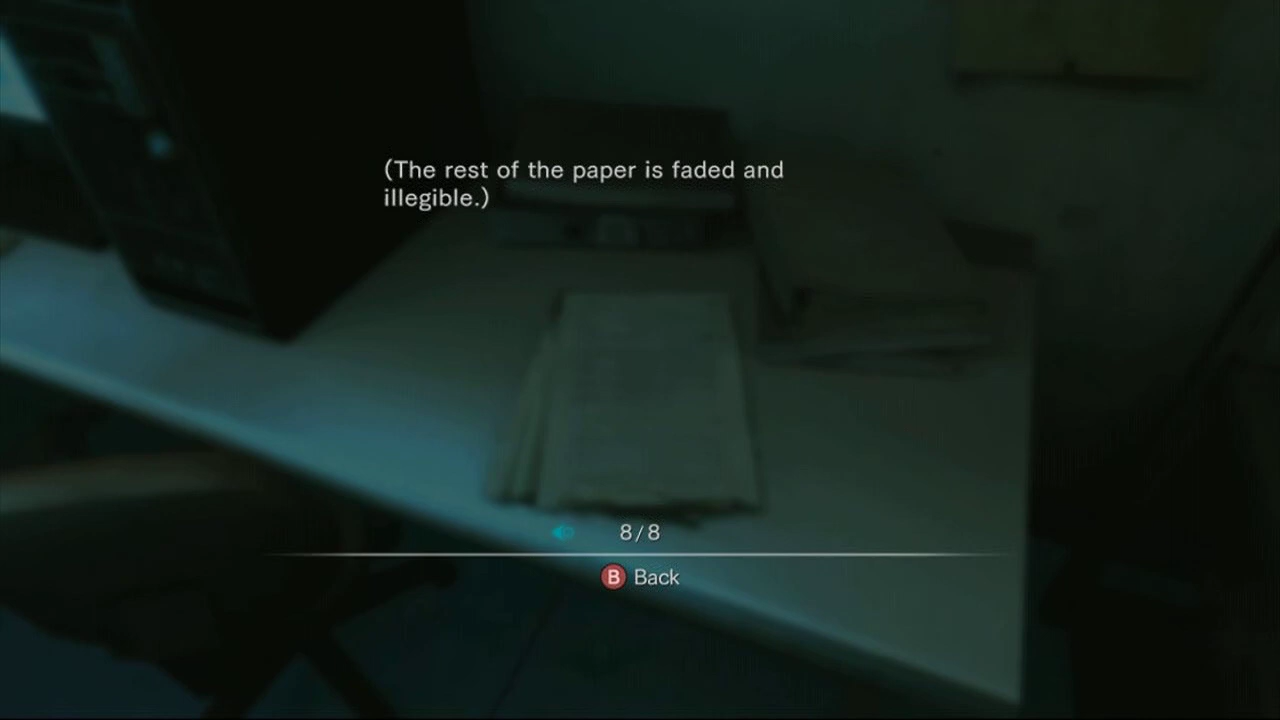 (The rest of the paper is faded and
illegible.)
8/8
B Back